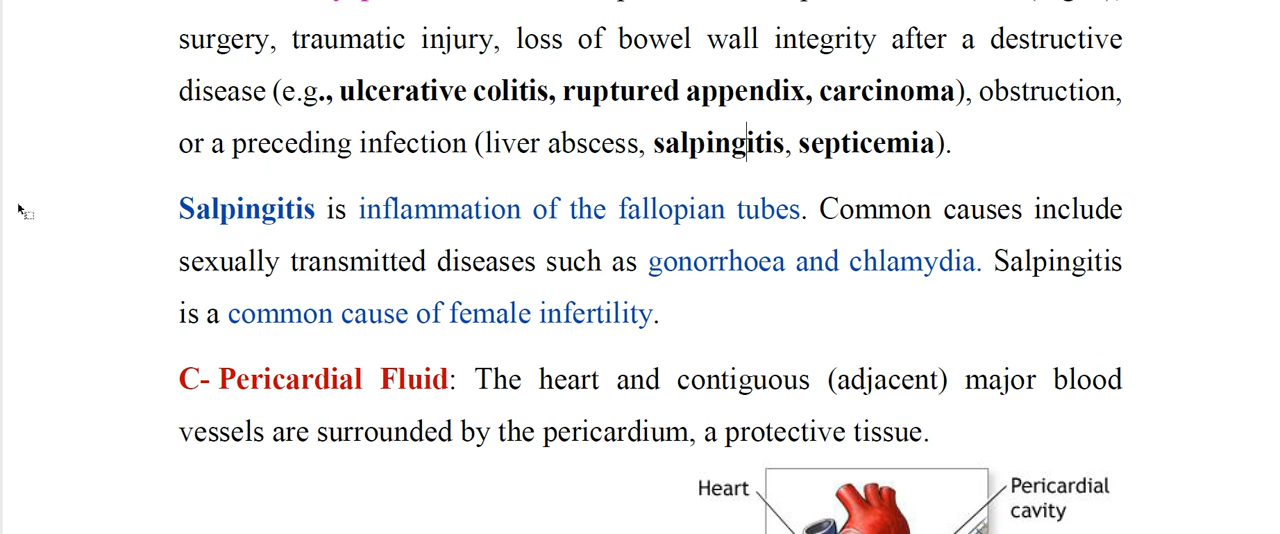 surgery, traumatic injury, loss of bowel wall integrity after a destructive
disease (e.g., ulcerative colitis, ruptured appendix, carcinoma), obstruction,
or a preceding infection (liver abscess, salpingitis, septicemia).
Salpingitis is inflammation of the fallopian tubes. Common causes include
sexually transmitted diseases such as gonorrhoea and chlamydia. Salpingitis
is a common cause of female infertility.
C- Pericardial Fluid: The heart and contiguous (adjacent) major blood
vessels are surrounded by the pericardium, a protective tissue.
Heart
Pericardial
cavity